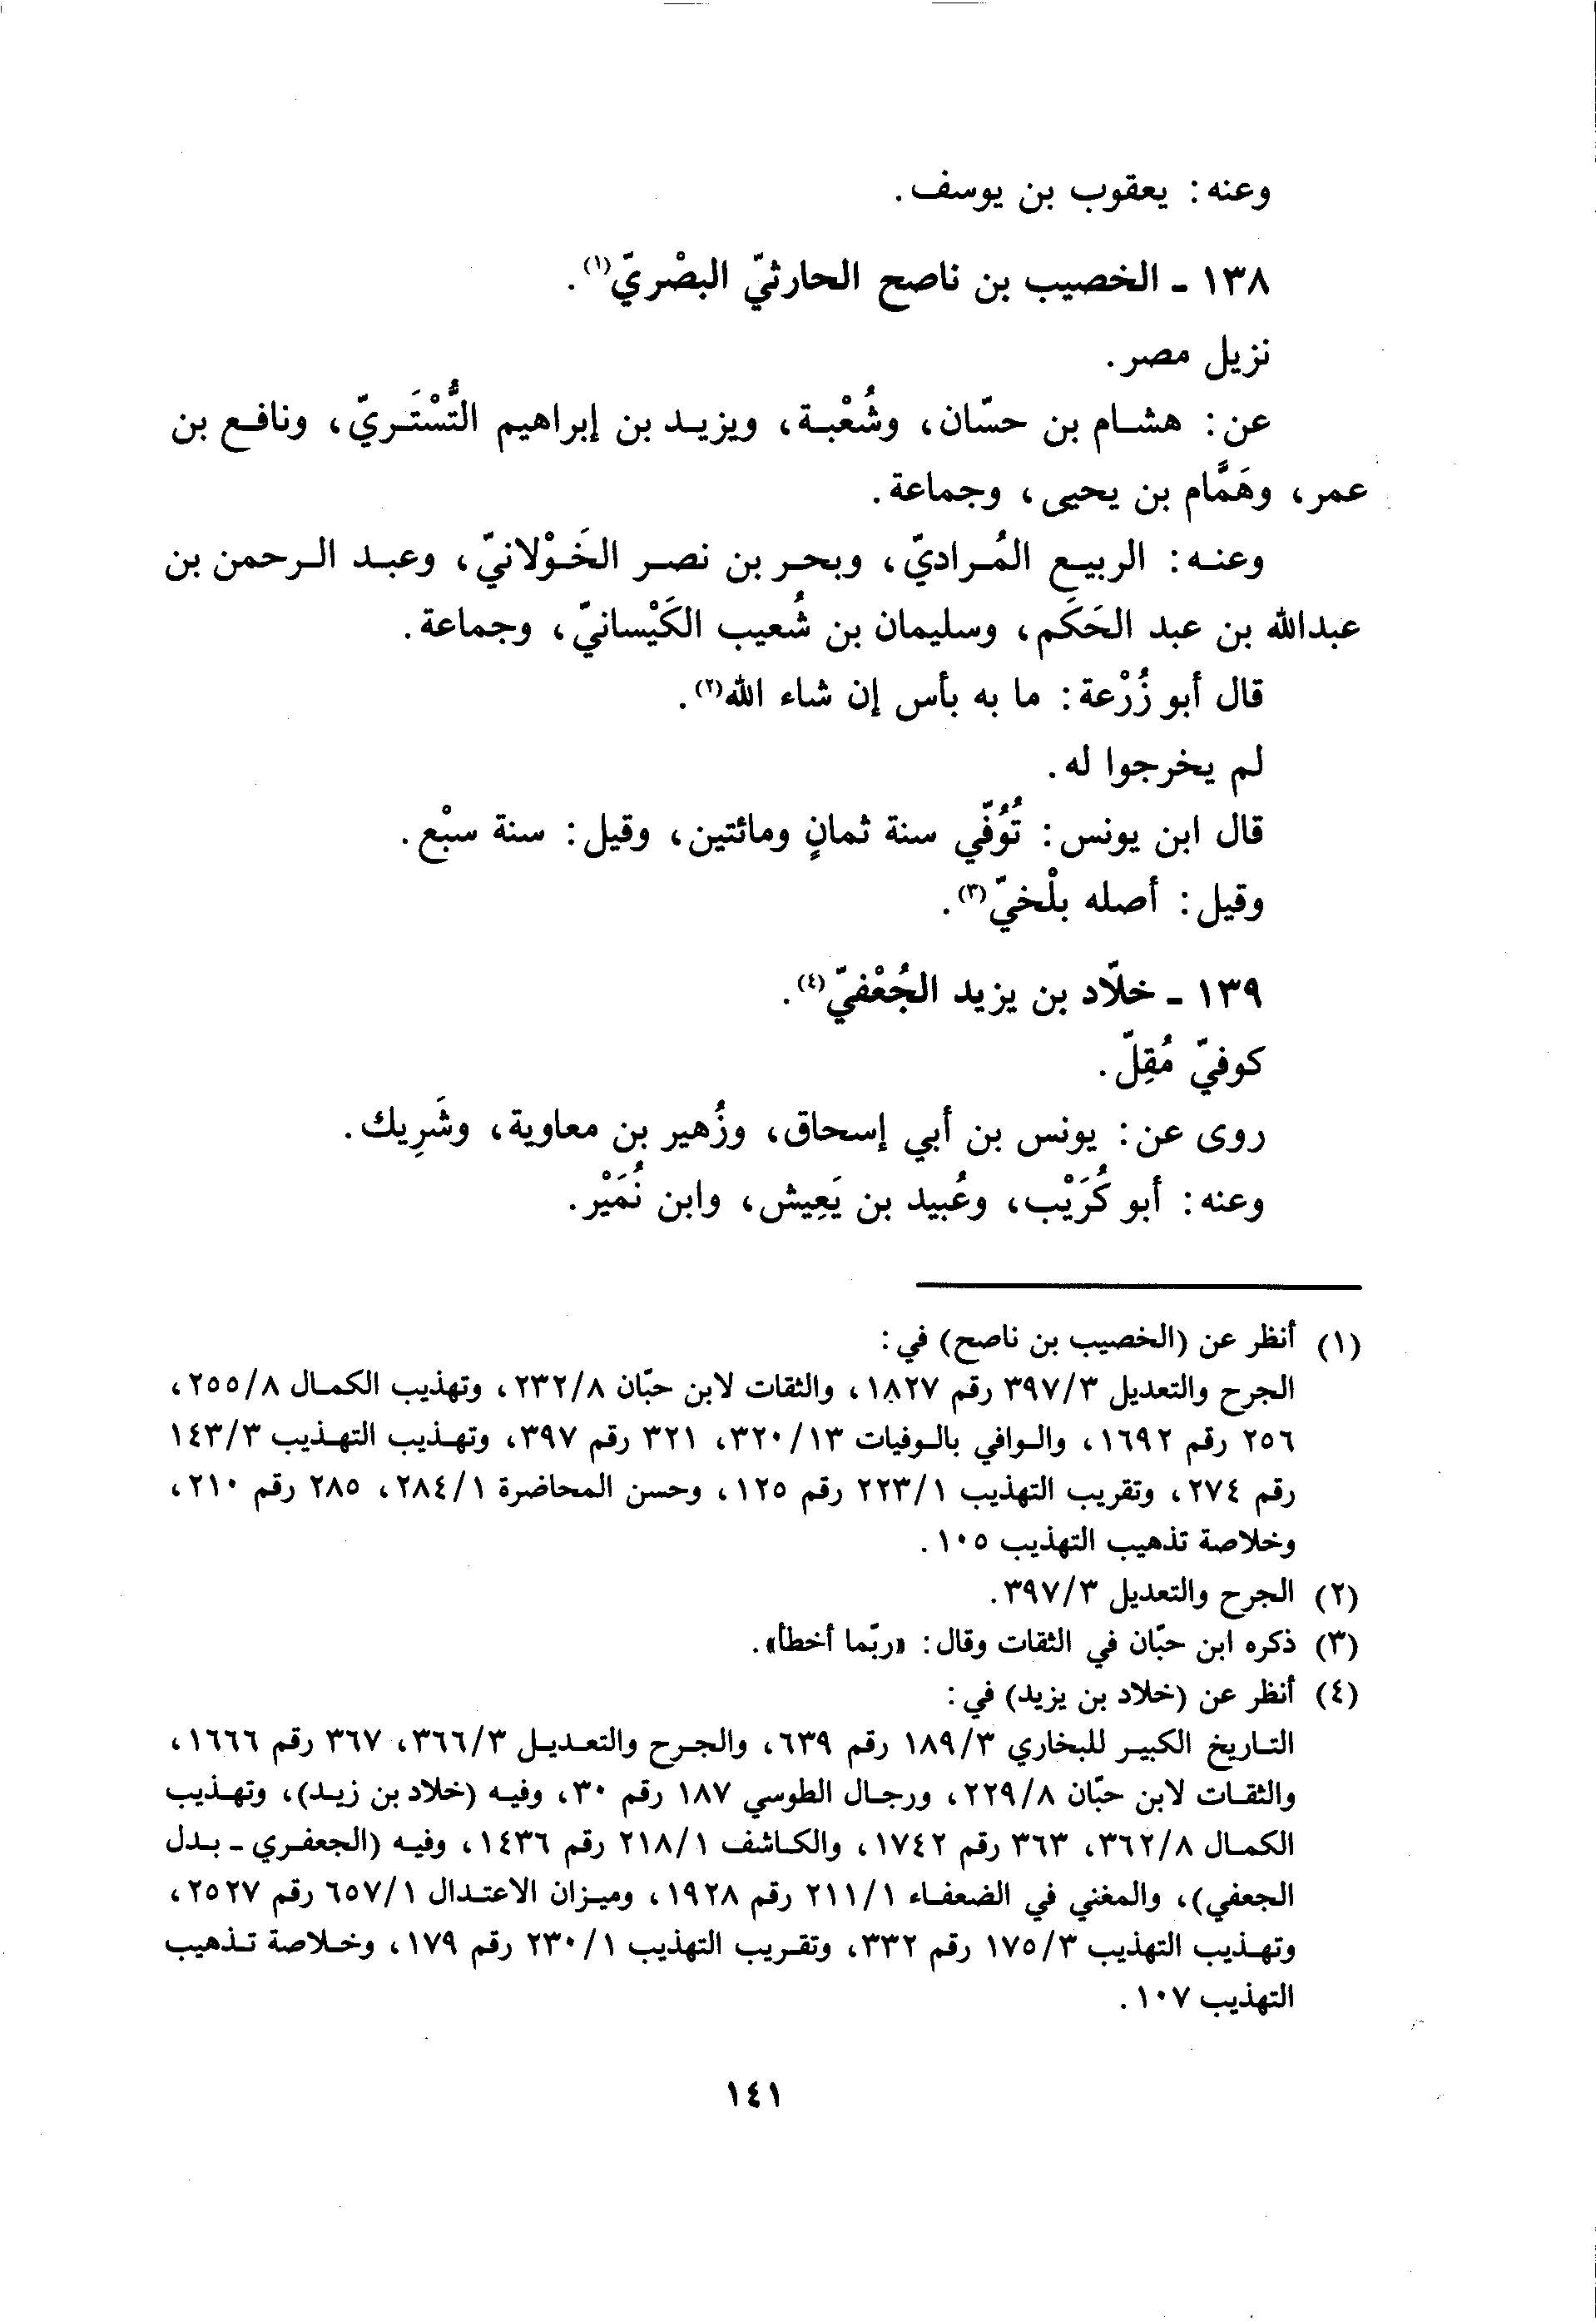 وعنه: يعقوب بن يوسف.
١٣٨ - الخصيب بن ناصح الحارثيّ البصْريّ(١).
نزيل مصر.
عن: هشام بن حسّان، وشُعْبة، ويزيد بن إبراهيم التُّسْتَريّ، ونافع بن
عمر، وهَمَّام بن يحيى، وجماعة.
وعنه: الربيع المُراديّ، وبحر بن نصر الخَوْلانيّ، وعبد الرحمن بن
عبدالله بن عبد الحَكَم، وسليمان بن شُعيب الكَيْسانيّ، وجماعة.
قال أبو زُرْعة: ما به بأس إن شاء الله(٢).
لم يخرجوا له.
قال ابن يونس: تُوُفّي سنة ثمانٍ ومائتين، وقيل: سنة سبْع.
وقيل: أصله بلْخيّ(٣).
١٣٩ - خلّاد بن يزيد الجُعْفيّ(٤).
كوفيّ مُقِلّ.
روى عن: يونس بن أبي إسحاق، وزُهير بن معاوية، وشَرِيك.
وعنه: أبو كُرَيْب، وعُبيد بن يَعِيش، وابن نُمَيْر.
(١) أنظر عن (الخصيب بن ناصح) في:
الجرح والتعديل ٣/٣٩٧ رقم ١٨٢٧، والثقات لابن حبّان ٨/٢٣٢، وتهذيب الكمال ٨/٢٥٥،
٢٥٦ رقم ١٦٩٢، والوافي بالوفيات ١٣/٣٢٠، ٣٢١ رقم ٣٩٧، وتهذيب التهذيب ٣/١٤٣
رقم ٢٧٤، وتقريب التهذيب ١/٢٢٣ رقم ١٢٥، وحسن المحاضرة ١/٢٨٤، ٢٨٥ رقم ٢١٠،
وخلاصة تذهيب التهذيب ١٠٥.
(٢) الجرح والتعديل ٣/٣٩٧.
(٣) ذكره ابن حبّان في الثقات وقال: «ربّما أخطأ».
(٤) أنظر عن (خلاد بن يزيد) في:
التاريخ الكبير للبخاري ٣/١٨٩ رقم ٦٣٩، والجرح والتعديل ٣/٣٦٦، ٣٦٧ رقم ١٦٦٦،
والثقات لابن حبّان ٨/٢٢٩، ورجال الطوسي ١٨٧ رقم ٣٠، وفيه (خلاد بن زيد)، وتهذيب
الكمال ٨/٣٦٢، ٣٦٣ رقم ١٧٤٢، والكاشف ١/٢١٨ رقم ١٤٣٦، وفيه (الجعفري - بدل
الجعفي)، والمغني في الضعفاء ١/٢١١ رقم ١٩٢٨، وميزان الاعتدال ١/٦٥٧ رقم ٢٥٢٧،
وتهذيب التهذيب ٣/١٧٥ رقم ٣٣٢، وتقريب التهذيب ١/٢٣٠ رقم ١٧٩، وخلاصة تذهيب
التهذيب ١٠٧.
١٤١